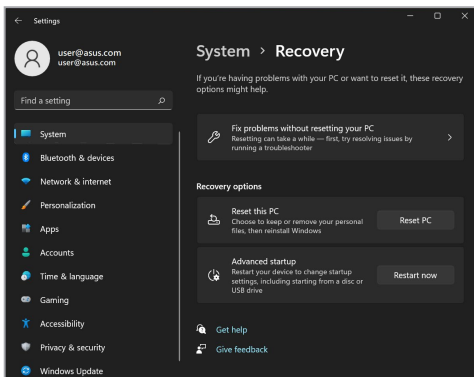 Settings
user@asus.com
user@asus.com
Find a setting
System
Bluetooth & devices
Network & internet
Personalization
Apps
Accounts
Time & language
Gaming
Accessibility
Privacy & security
Windows Update
System > Recovery
If you're having problems with your PC or want to reset it, these recovery
options might help.
Fix problems without resetting your PC
Resetting can take a while — first, try resolving issues by
running a troubleshooter
Recovery options
Reset this PC
Choose to keep or remove your personal
files, then reinstall Windows
Reset PC
Advanced startup
Restart your device to change startup
settings, including starting from a disc or
USB drive
Restart now
Get help
Give feedback